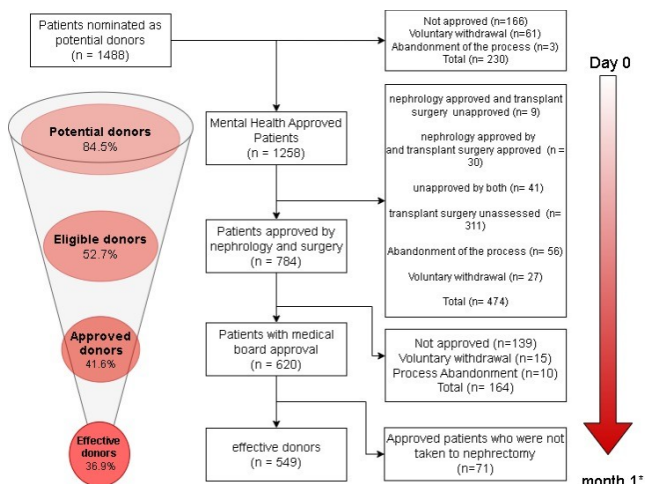 Patients nominated as
potential donors
(n = 1488)
Not approved (n=166)
Voluntary withdrawal (n=61)
Abandonment of the process (n=3)
Total (n= 230)
Day 0
Potential donors
84.5%
Mental Health Approved
Patients
(n = 1258)
nephrology approved and transplant
surgery unapproved (n= 9)
nephrology approved by
and transplant surgery approved (n =
30)
unapproved by both (n= 41)
transplant surgery unassessed (n=
311)
Abandonment of the process (n= 56)
Voluntary withdrawal (n= 27)
Total (n= 474)
Eligible donors
52.7%
Patients approved by
nephrology and surgery
(n = 784)
Approved
donors
41.6%
Patients with medical
board approval
(n = 620)
Not approved (n=139)
Voluntary withdrawal (n=15)
Process Abandonment (n=10)
Total (n= 164)
Effective
donors
36.9%
effective donors
(n = 549)
Approved patients who were not
taken to nephrectomy
(n=71)
month 1*